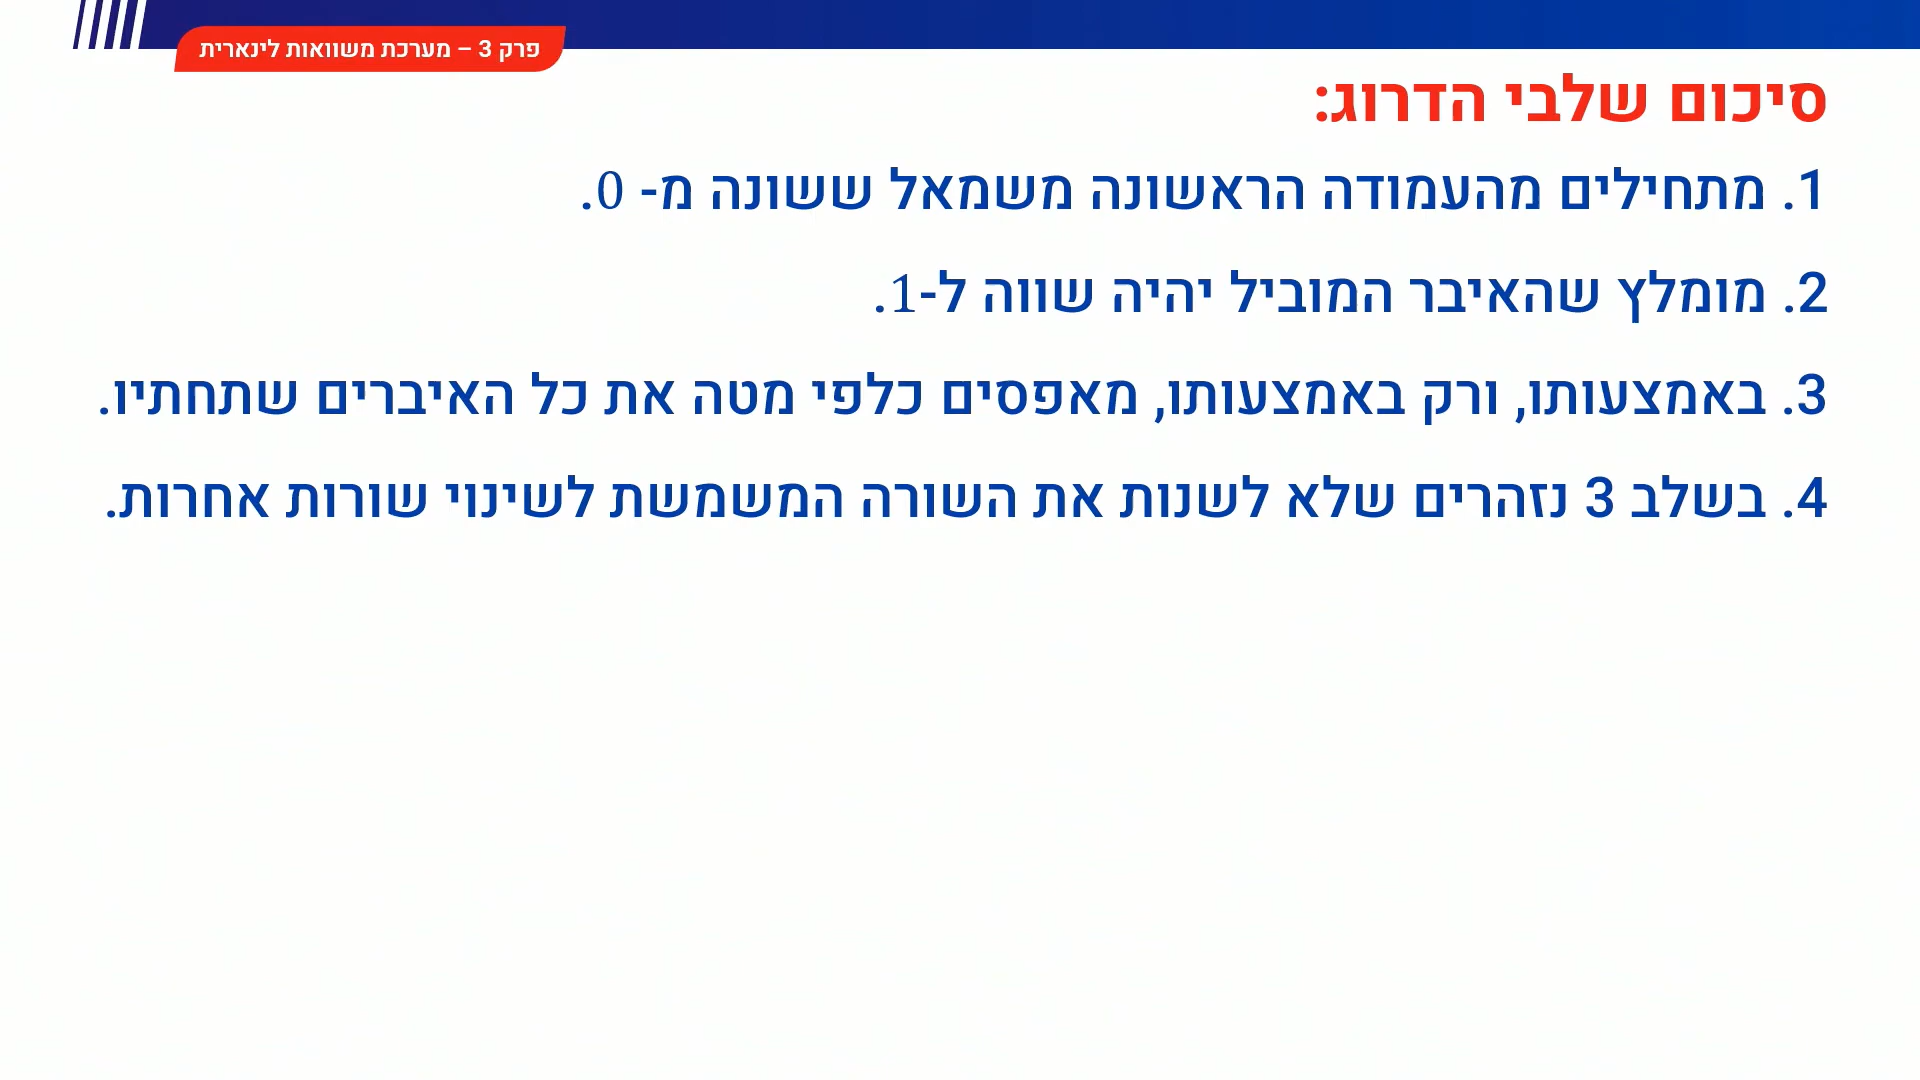 פרק 3 – מערכת משוואות לינארית
סיכום שלבי הדרוג:
1. מתחילים מהעמודה הראשונה משמאל ששונה מ- 0.
2. מומלץ שהאיבר המוביל יהיה שווה ל-1.
3. באמצעותו, ורק באמצעותו, מאפסים כלפי מטה את כל האיברים שתחתיו.
4. בשלב 3 נזהרים שלא לשנות את השורה המשמשת לשינוי שורות אחרות.